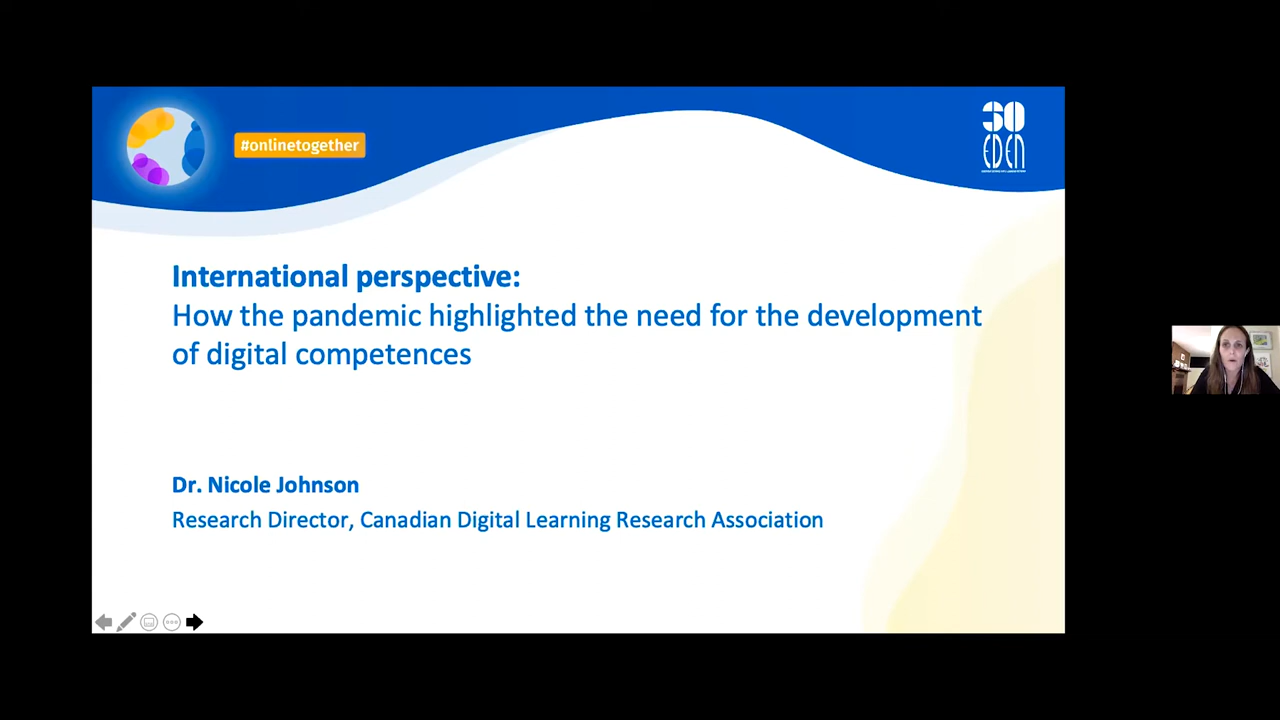 #onlinetogether
30
EDEN
International perspective:
How the pandemic highlighted the need for the development
of digital competences
Dr. Nicole Johnson
Research Director, Canadian Digital Learning Research Association